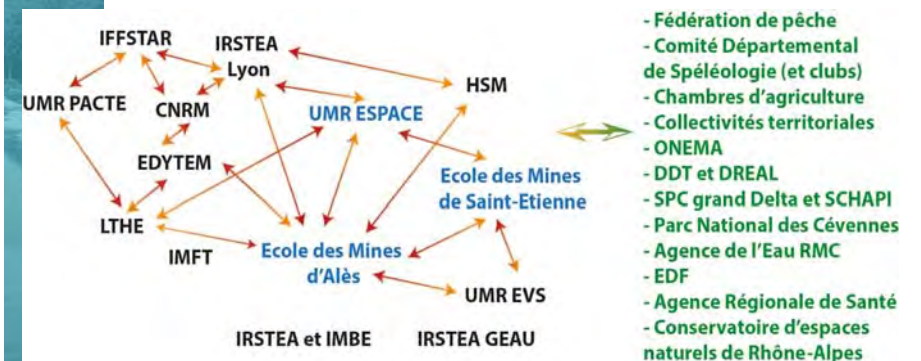 IFFSTAR
IRSTEA
Lyon
HSM
UMR PACTE
CNRM
UMR ESPACE
EDYTEM
Ecole des Mines
de Saint-Etienne
LTHE
IMFT
Ecole des Mines
d'Alès
UMR EVS
IRSTEA et IMBE
IRSTEA GEAU
- Fédération de pêche
- Comité Départemental
de Spéléologie (et clubs)
- Chambres d'agriculture
- Collectivités territoriales
- ONEMA
- DDT et DREAL
- SPC grand Delta et SCHAPI
- Parc National des Cévennes
- Agence de l'Eau RMC
- EDF
- Agence Régionale de Santé
- Conservatoire d'espaces
naturels de Rhône-Alpes